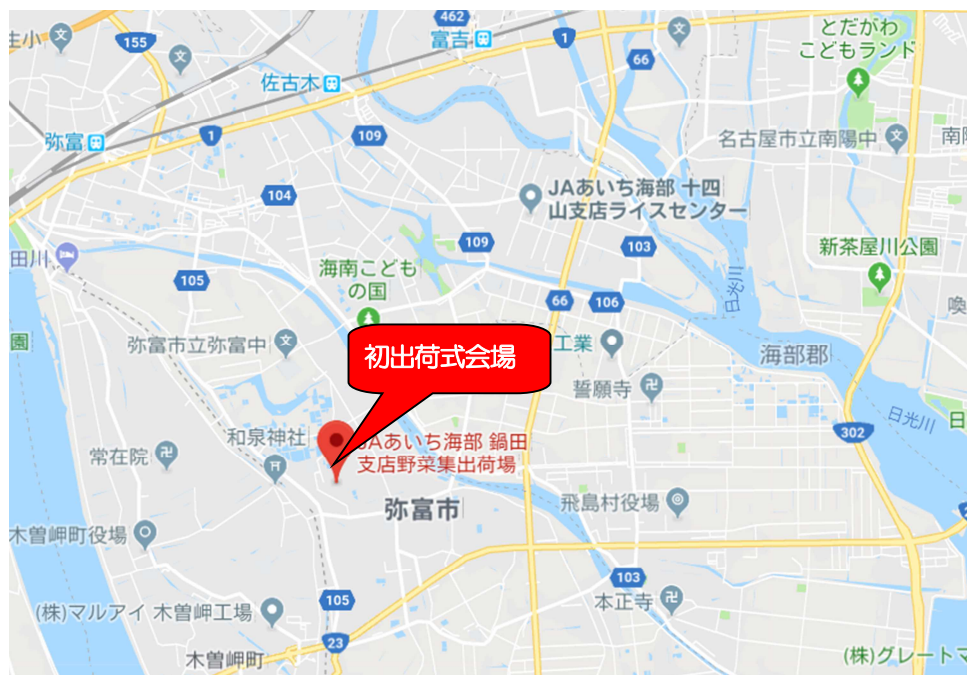 462
富吉
1
とだがわ
こどもランド
生小
155
66
佐古木
弥富
1
109
名古屋市立南陽中
南陽
104
JAあいち海部 十四
山支店ライスセンター
109
103
新茶屋川公園
田川
海南こども
の国
105
66
106
日光川
喚
園
弥富市立弥富中
初出荷式会場
工業
海部郡
誓願寺
日光川
日
302
和泉神社
JAあいち海部 鍋田
支店野菜集出荷場
常在院
弥富市
飛島村役場
木曽岬町役場
103
105
本正寺
(株)マルアイ 木曽岬工場
23
木曽岬町
(株)グレートマ